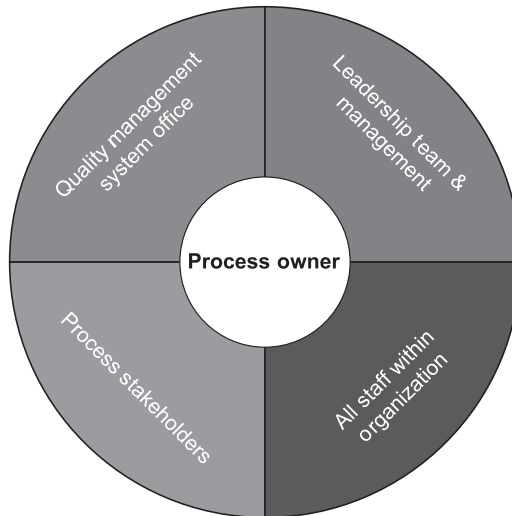 Quality management
system office
Leadership team &
management
Process owner
Process stakeholders
All staff within
organization